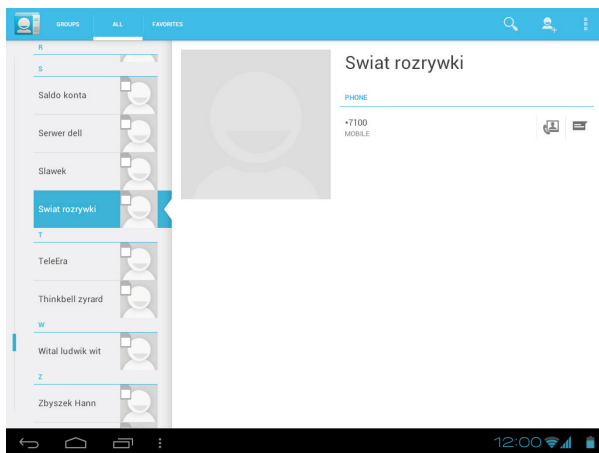 GROUPS
ALL
FAVORITES
R
S
Saldo konta
Serwer dell
Slawek
Swiat rozrywki
T
TeleEra
Thinkbell zyrard
W
Wital ludwik wit
Z
Zbyszek Hann
Swiat rozrywki
PHONE
*7100
MOBILE
12:00